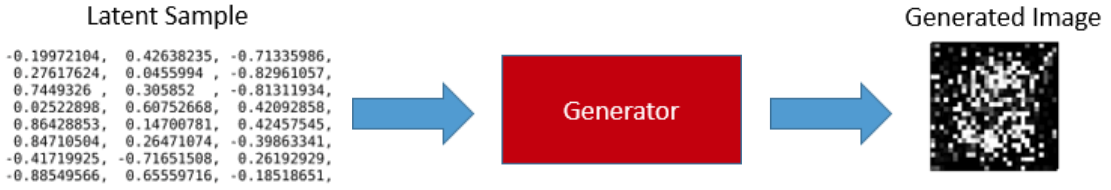 Latent Sample
-0.19972104, 0.42638235, -0.71335986,
0.27617624, 0.0455994 , -0.82961057,
0.7449326 , 0.305852 , -0.81311934,
0.02522898, 0.60752668, 0.42092858,
0.86428853, 0.14700781, 0.42457545,
0.84710504, 0.26471074, -0.39863341,
-0.41719925, -0.71651508, 0.26192929,
-0.88549566, 0.65559716, -0.18518651,
Generator
Generated Image